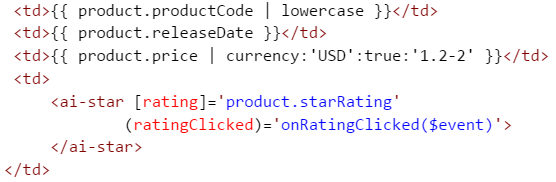 <td>{{ product.productCode | lowercase }}</td>
<td>{{ product.releaseDate }}</td>
<td>{{ product.price | currency:'USD':true:'1.2-2' }}</td>
<td>
<ai-star [rating]='product.starRating'
(ratingClicked)='onRatingClicked($event)'>
</ai-star>
</td>